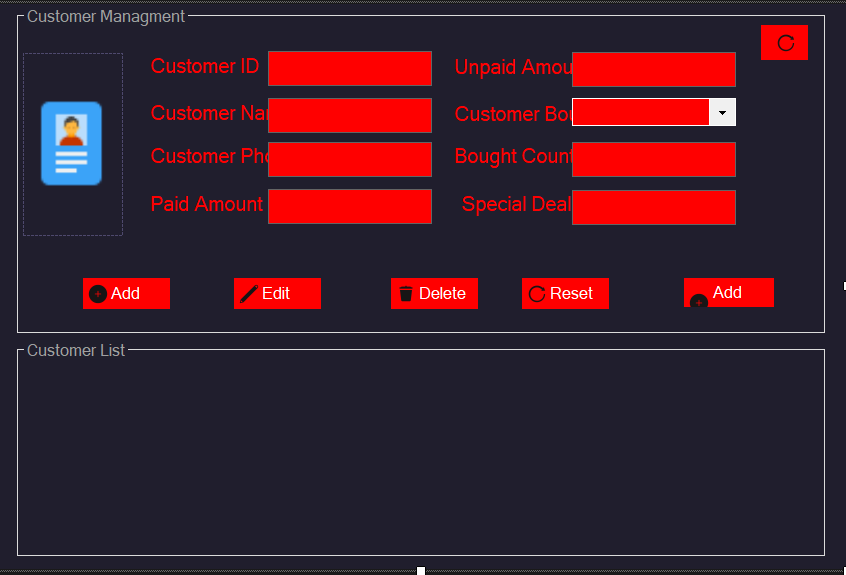 Customer Managment
Customer ID
Unpaid Amou
Customer Na
Customer Bo
Customer Pho
Bought Count
Paid Amount
Special Deal
Add
Edit
Delete
Reset
Add
Customer List